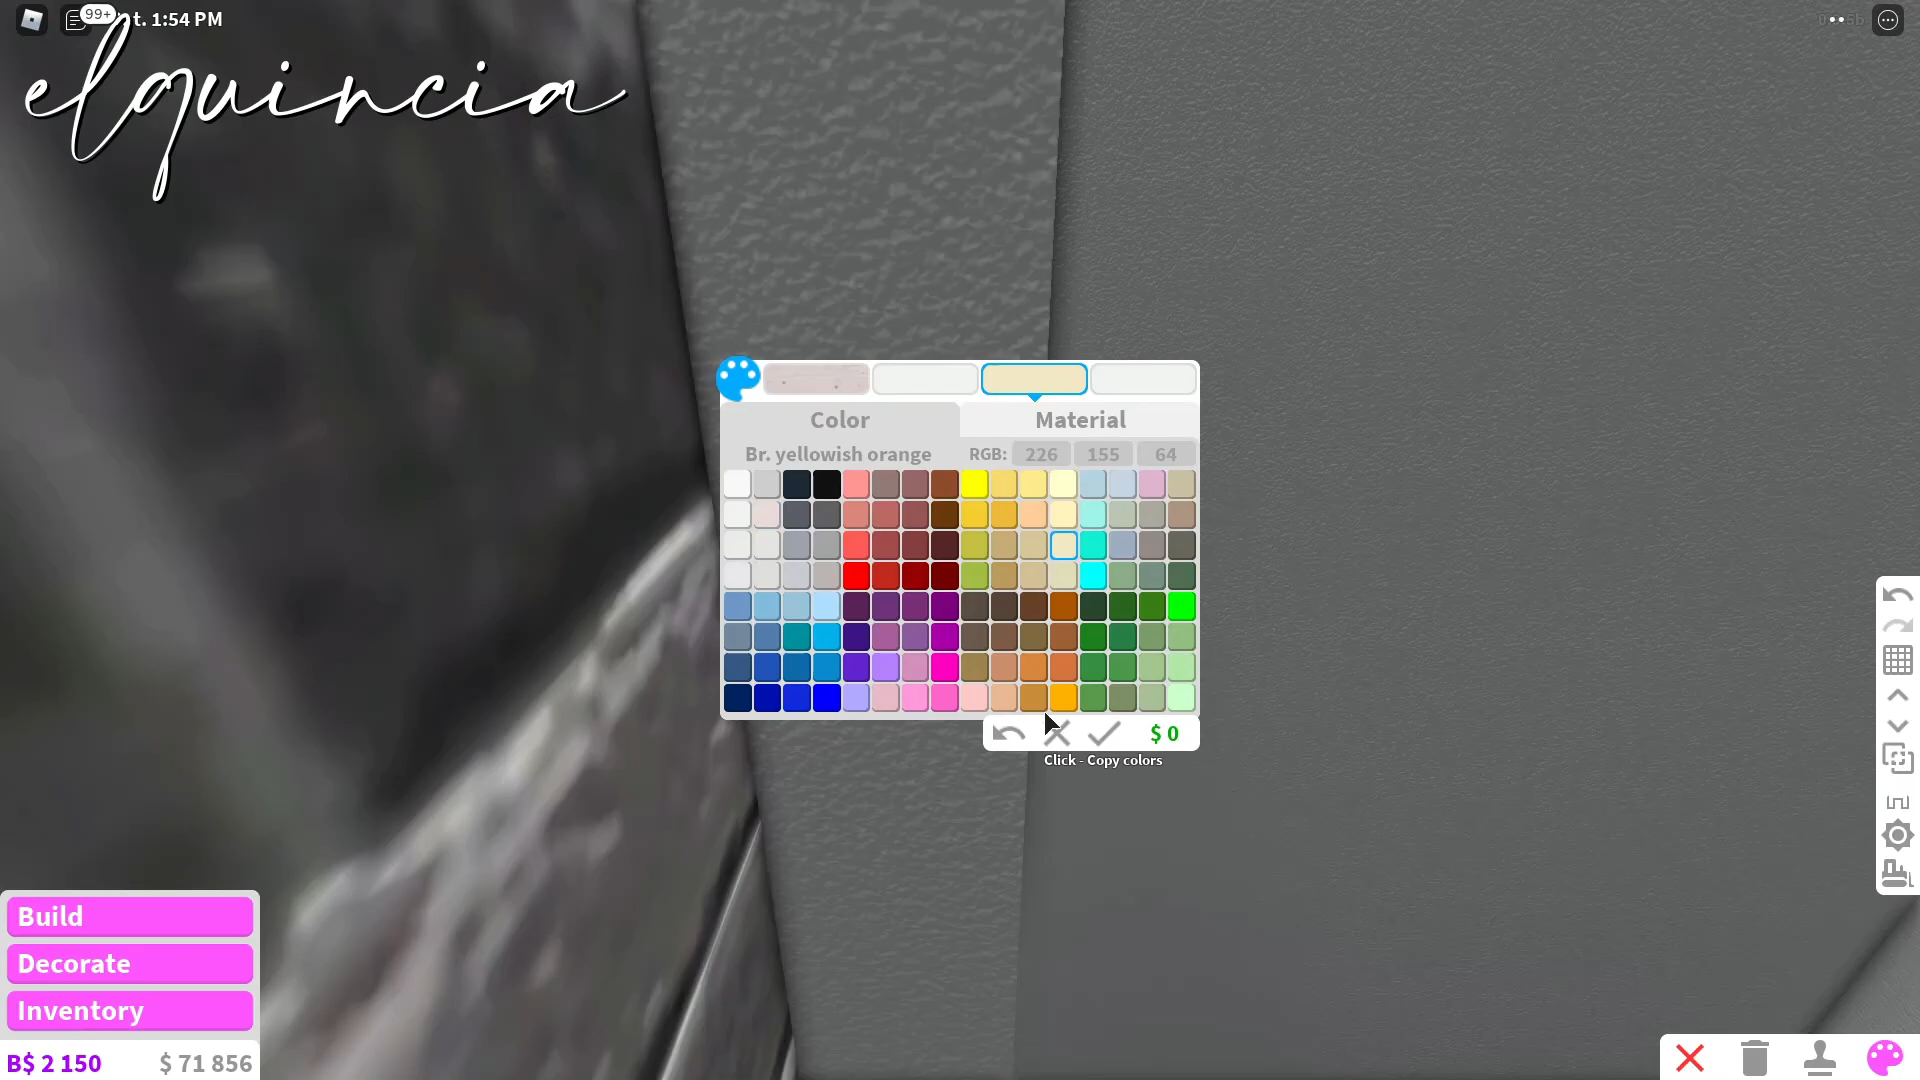 99+
t. 1:54 PM
elquincia
Color
Material
Br. yellowish orange
RGB: 226 155 64
$ 0
Click - Copy colors
Build
Decorate
Inventory
B$ 2 150
$ 71 856